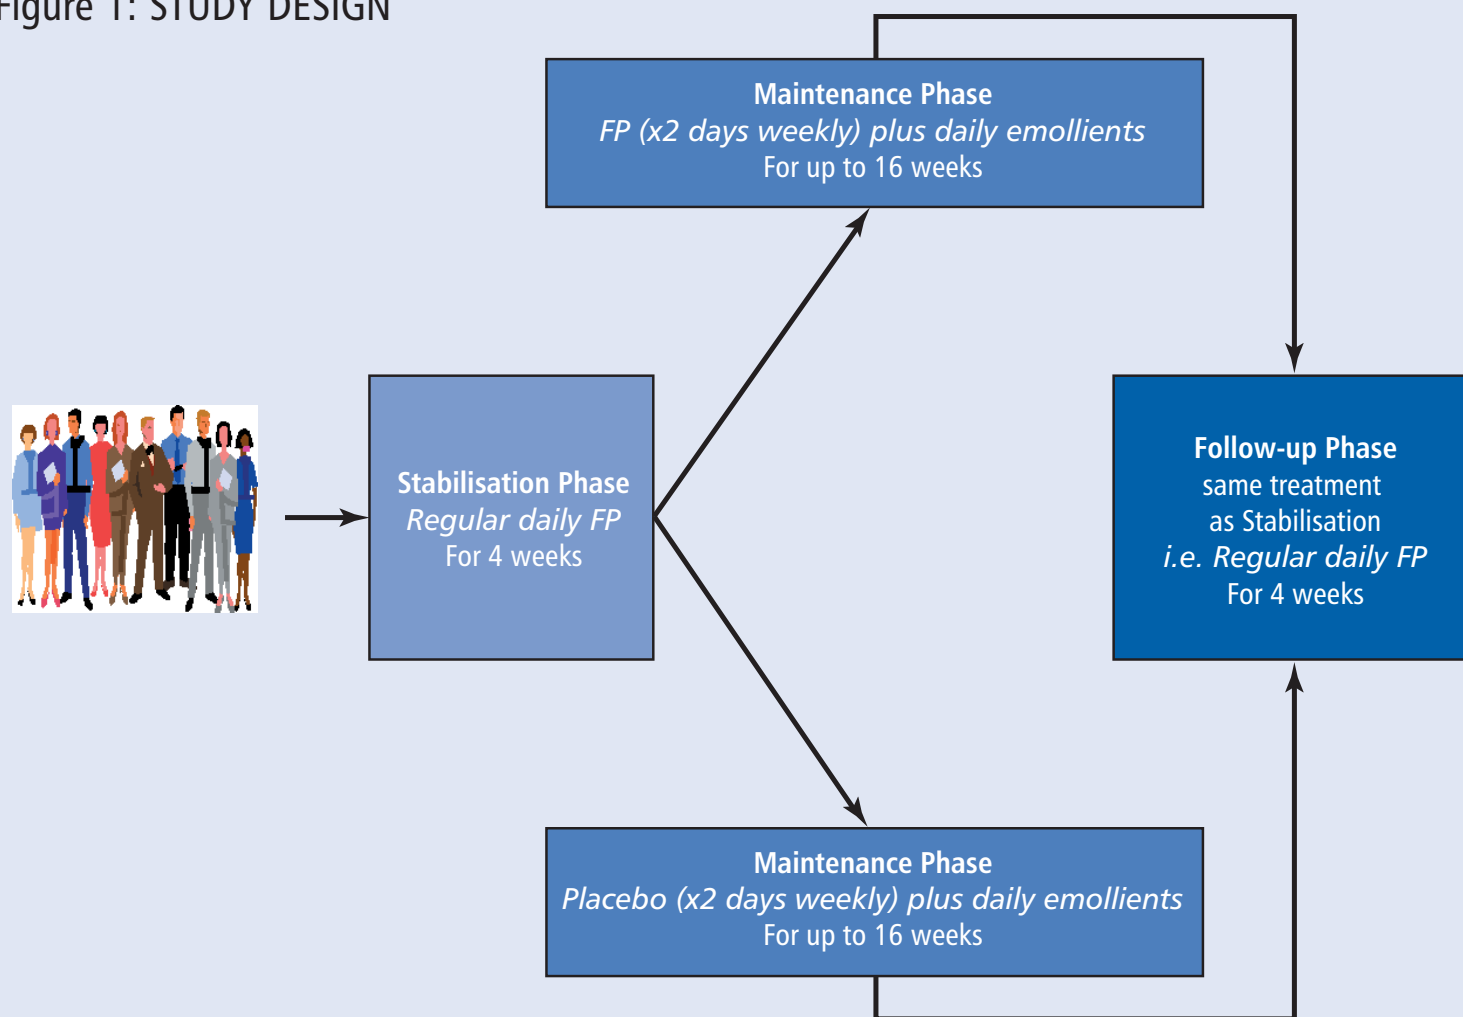 Figure 1: STUDY DESIGN
Maintenance Phase
FP (x2 days weekly) plus daily emollients
For up to 16 weeks
Stabilisation Phase
Regular daily FP
For 4 weeks
Follow-up Phase
same treatment
as Stabilisation
i.e. Regular daily FP
For 4 weeks
Maintenance Phase
Placebo (x2 days weekly) plus daily emollients
For up to 16 weeks